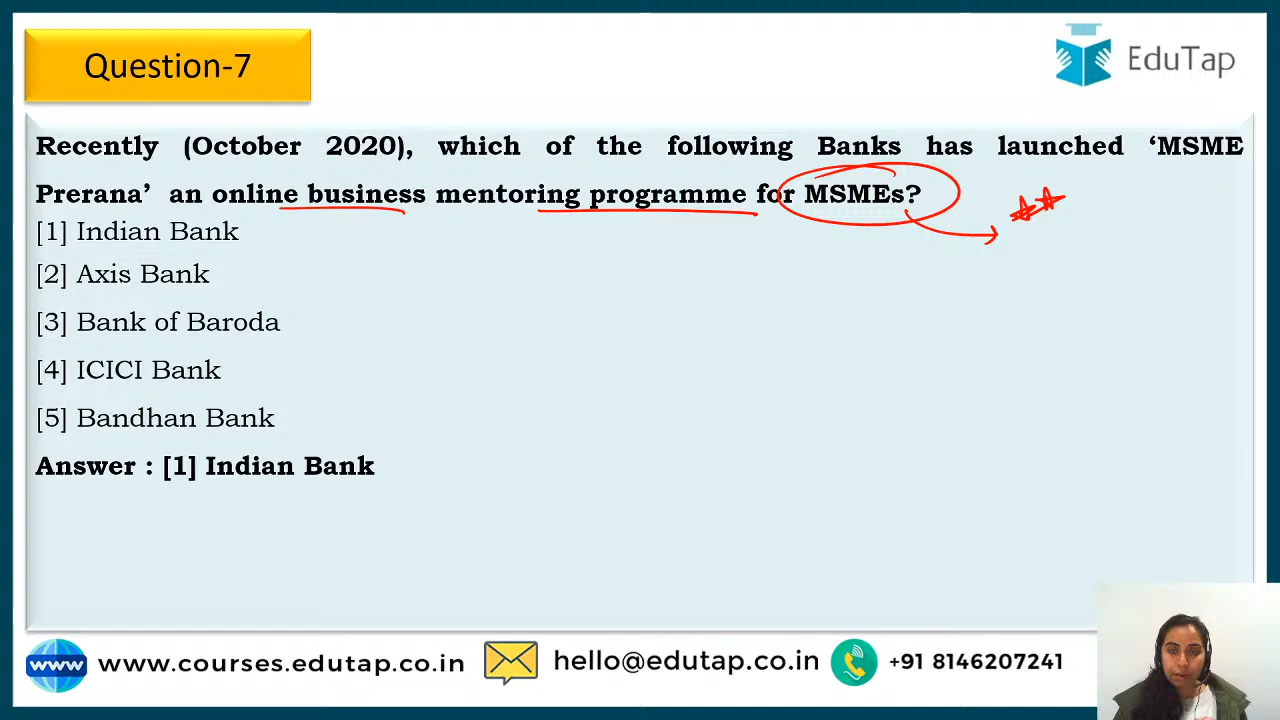 Question-7
EduTap
Recently (October 2020), which of the following Banks has launched ‘MSME
Prerana’ an online business mentoring programme for MSMEs?
[1] Indian Bank
[2] Axis Bank
[3] Bank of Baroda
[4] ICICI Bank
[5] Bandhan Bank
Answer : [1] Indian Bank
www www.courses.edutap.co.in hello@edutap.co.in +91 8146207241